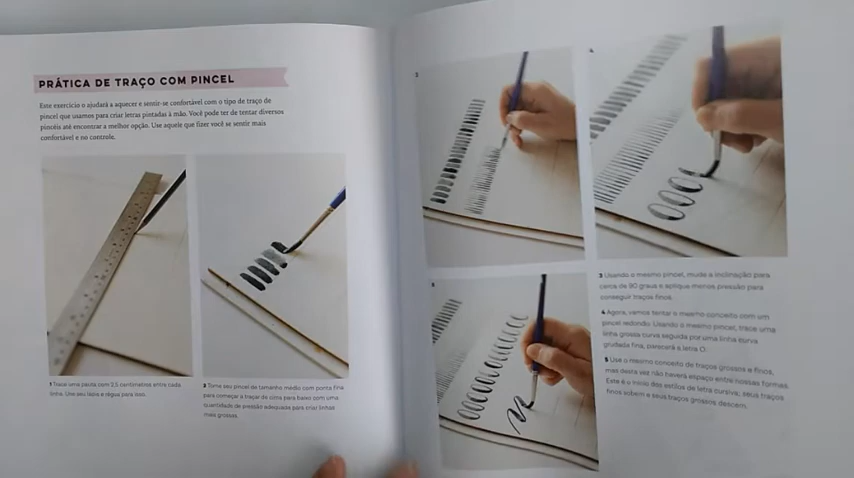 PRÁTICA DE TRAÇO COM PINCEL
Este exercício o ajudará a aquecer e sentir-se confortável com o tipo de traço de
pincel que usamos para criar letras pintadas à mão. Você pode ter de tentar diversos
pincéis até encontrar a melhor opção. Use aquele que fizer você se sentir mais
confortável e no controle.
1 Trace uma pauta com 2,5 centímetros entre cada
linha. Use seu lápis e régua para isso.
2 Tome seu pincel de tamanho médio com ponta fina
para começar a traçar de cima para baixo com uma
quantidade de pressão adequada para criar linhas
mais grossas.
3 Usando o mesmo pincel, mude a inclinação para
cerca de 90 graus e aplique menos pressão para
conseguir traços finos.
4 Agora, vamos tentar o mesmo conceito com um
pincel redondo. Usando o mesmo pincel, trace uma
linha grossa curva seguida por uma linha curva
grudada fina, parecerá a letra O.
5 Use o mesmo conceito de traços grossos e finos,
mas desta vez não haverá espaço entre nossas formas.
Este é o início dos estilos de letra cursiva; seus traços
finos sobem e seus traços grossos descem.